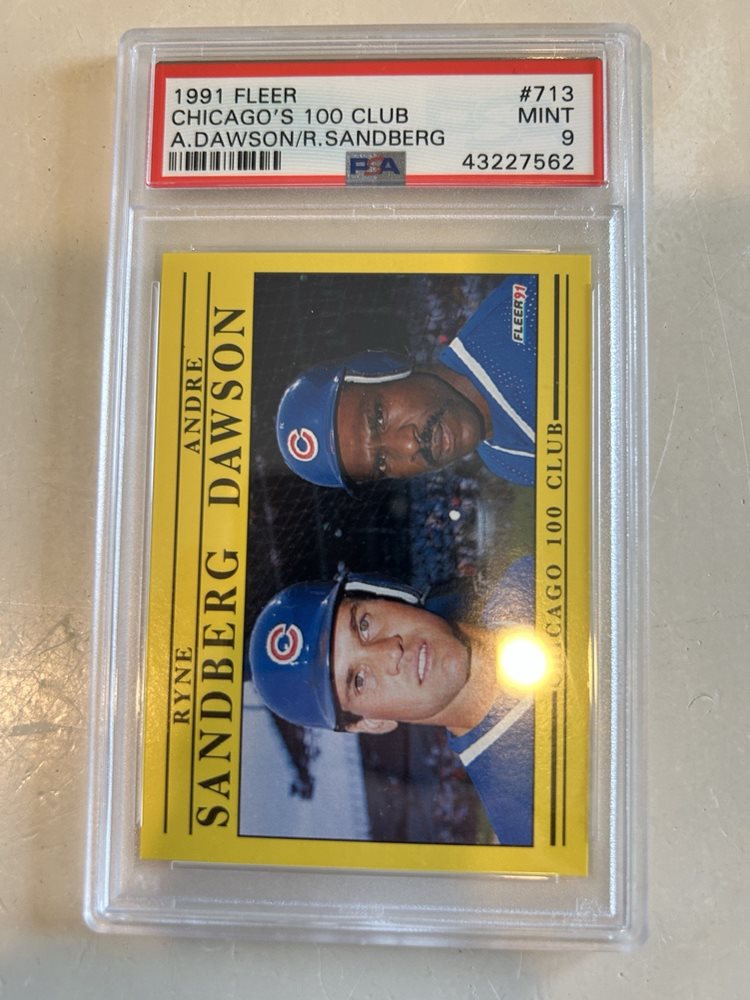 1991 FLEER #713
CHICAGO'S 100 CLUB MINT
A.DAWSON/R.SANDBERG 9
PSA 43227562
RYNE ANDRE
SANDBERG DAWSON
C
C
FLEER 91
CHICAGO 100 CLUB